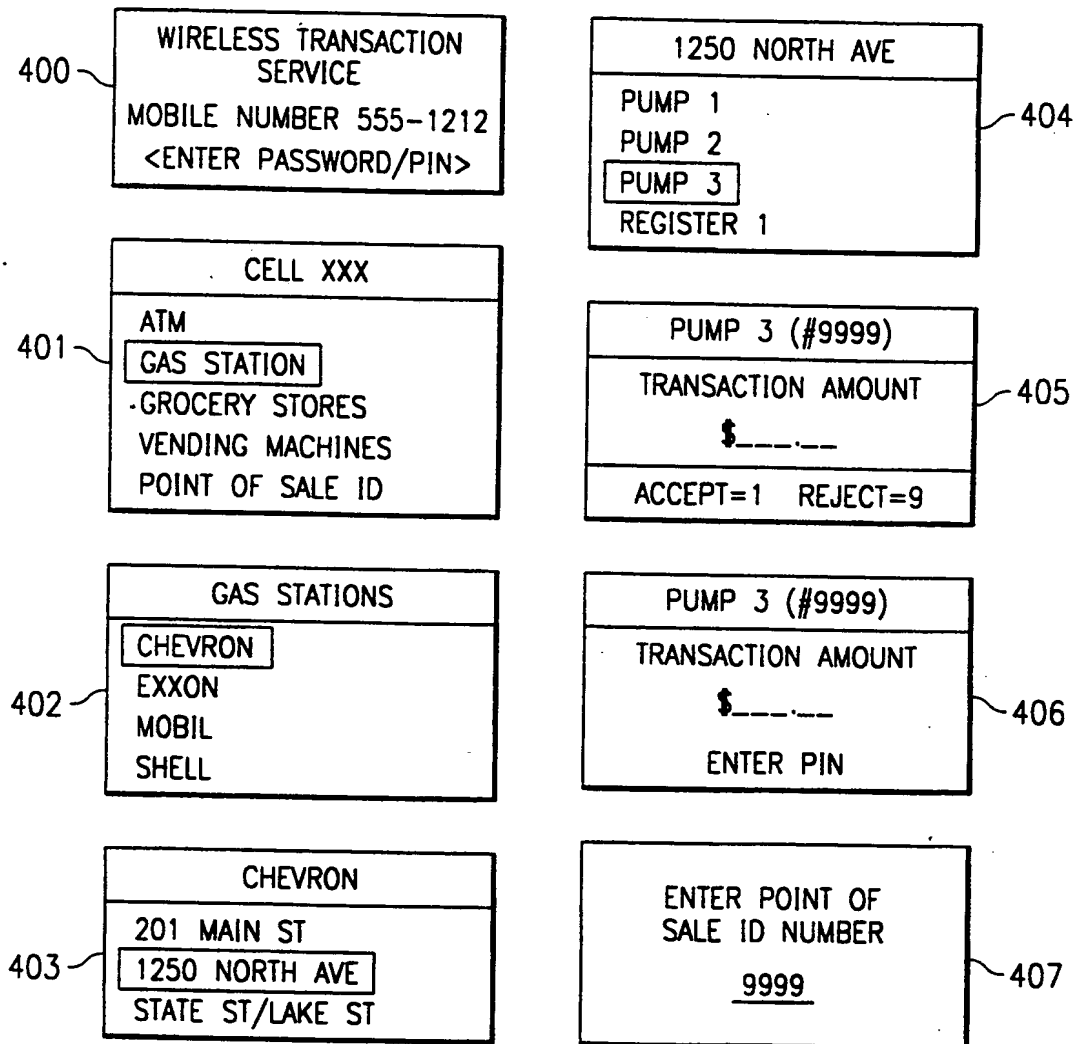 400
WIRELESS TRANSACTION
SERVICE
MOBILE NUMBER 555-1212
<ENTER PASSWORD/PIN>
401
CELL XXX
ATM
GAS STATION
GROCERY STORES
VENDING MACHINES
POINT OF SALE ID
402
GAS STATIONS
CHEVRON
EXXON
MOBIL
SHELL
403
CHEVRON
201 MAIN ST
1250 NORTH AVE
STATE ST/LAKE ST
1250 NORTH AVE
PUMP 1
PUMP 2
PUMP 3
REGISTER 1
404
PUMP 3 (#9999)
TRANSACTION AMOUNT
$___.__
ACCEPT=1 REJECT=9
405
PUMP 3 (#9999)
TRANSACTION AMOUNT
$___.__
ENTER PIN
406
ENTER POINT OF
SALE ID NUMBER
9999
407